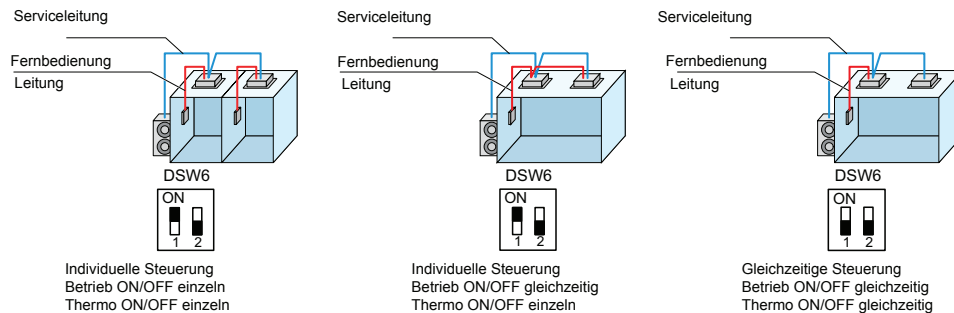 Serviceleitung
Fernbedienung
Leitung
DSW6
ON
1 2
Individuelle Steuerung
Betrieb ON/OFF einzeln
Thermo ON/OFF einzeln
Serviceleitung
Fernbedienung
Leitung
DSW6
ON
1 2
Individuelle Steuerung
Betrieb ON/OFF gleichzeitig
Thermo ON/OFF einzeln
Serviceleitung
Fernbedienung
Leitung
DSW6
ON
1 2
Gleichzeitige Steuerung
Betrieb ON/OFF gleichzeitig
Thermo ON/OFF gleichzeitig